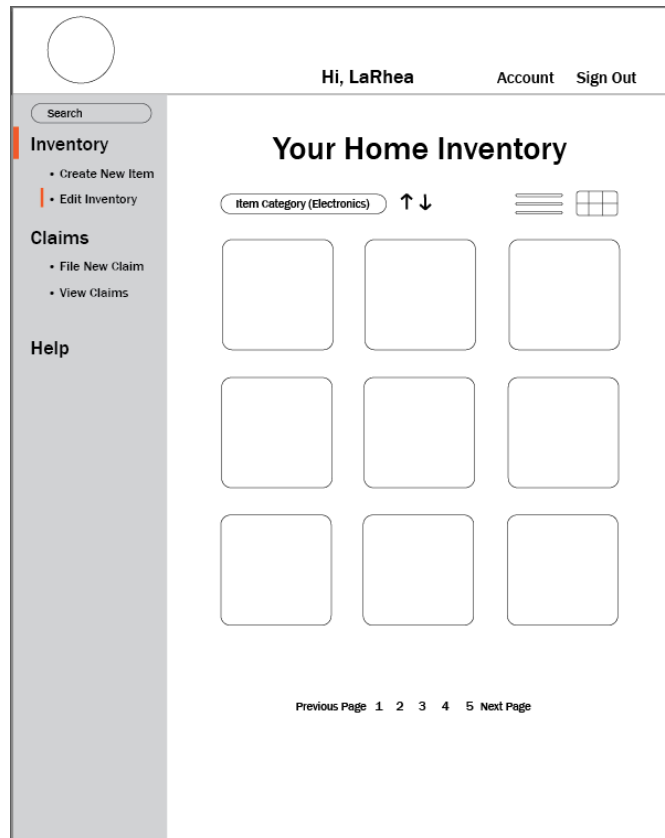 Hi, LaRhea
Account
Sign Out
Search
Inventory
• Create New Item
• Edit Inventory
Claims
• File New Claim
• View Claims
Help
Your Home Inventory
Item Category (Electronics) ↑↓
Previous Page 1 2 3 4 5 Next Page